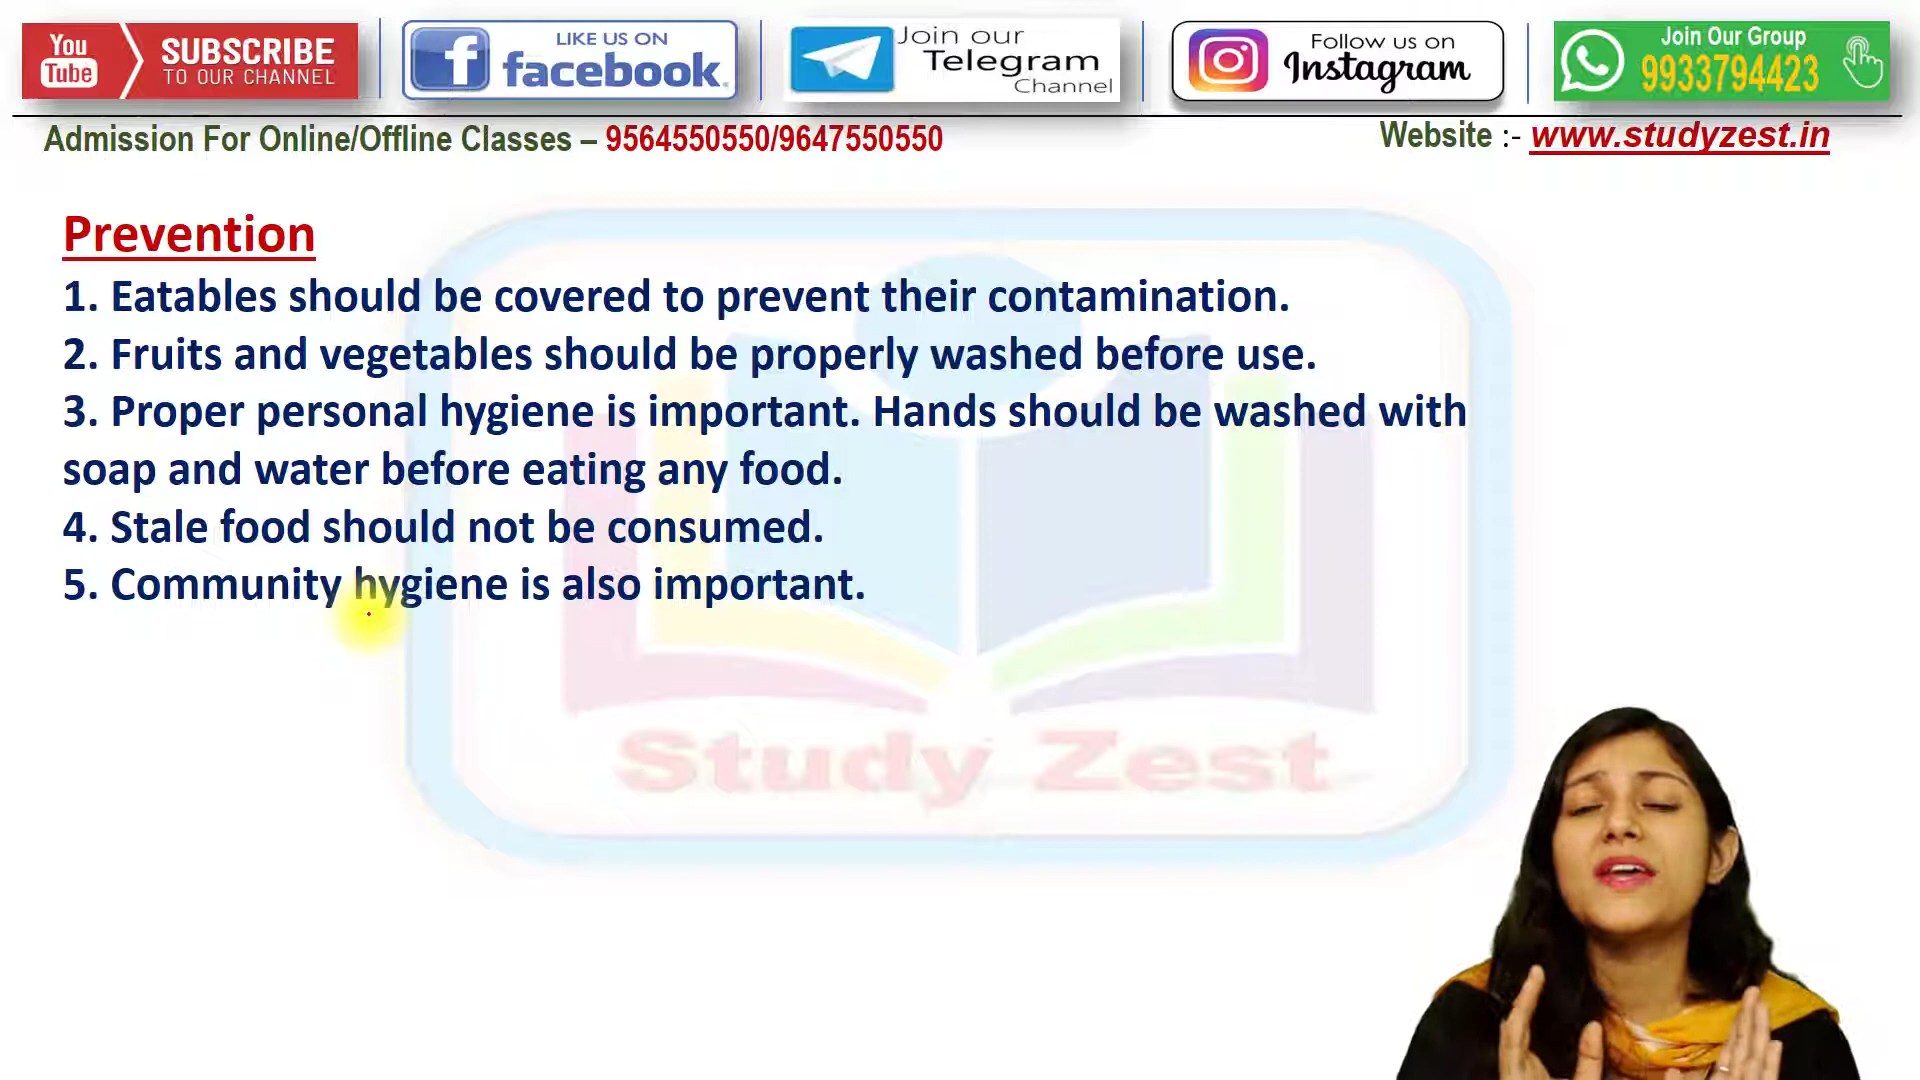 You Tube SUBSCRIBE TO OUR CHANNEL
LIKE US ON facebook.
Join our Telegram Channel
Follow us on Instagram
Join Our Group 9933794423
Admission For Online/Offline Classes – 9564550550/9647550550
Website :- www.studyzest.in
Prevention
1. Eatables should be covered to prevent their contamination.
2. Fruits and vegetables should be properly washed before use.
3. Proper personal hygiene is important. Hands should be washed with
soap and water before eating any food.
4. Stale food should not be consumed.
5. Community hygiene is also important.
Study Zest